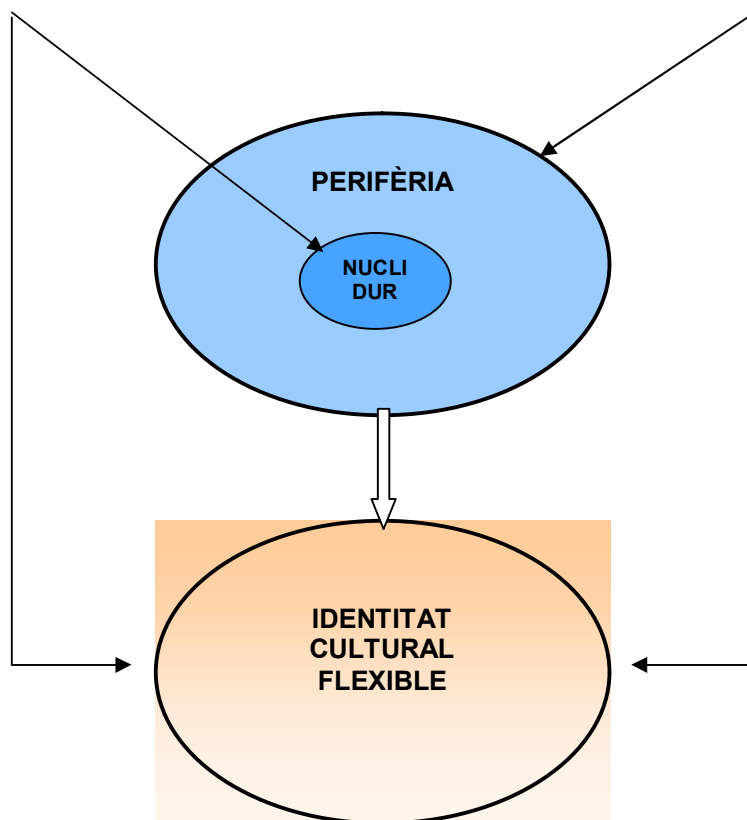 PERIFÈRIA
NUCLI
DUR
IDENTITAT
CULTURAL
FLEXIBLE